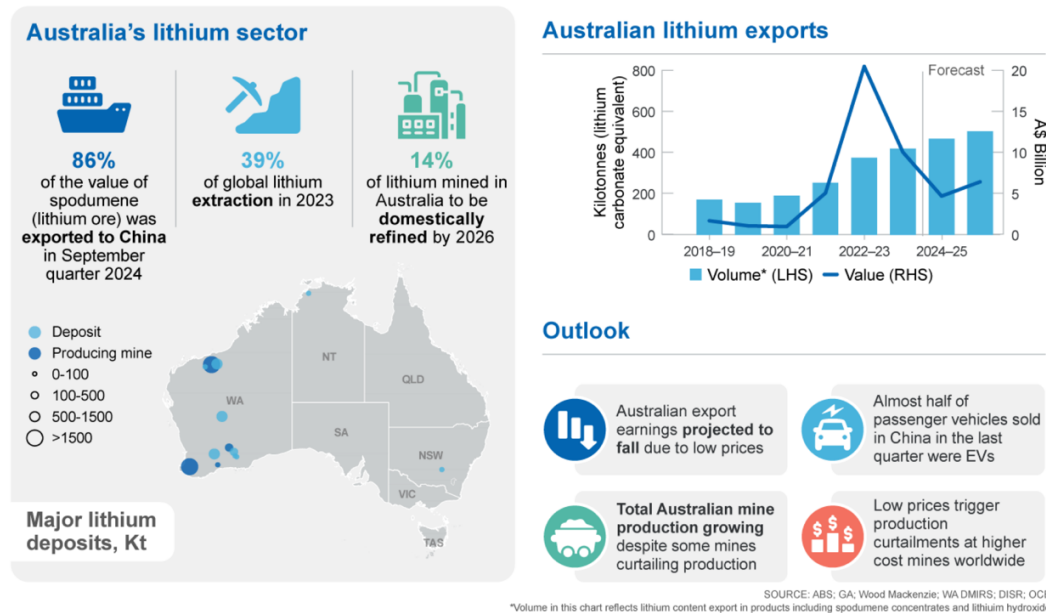 Australia's lithium sector
86%
of the value of
spodumene
(lithium ore) was
exported to China
in September
quarter 2024
39%
of global lithium
extraction in 2023
14%
of lithium mined in
Australia to be
domestically
refined by 2026
Deposit
Producing mine
0-100
100-500
500-1500
>1500
WA
NT
QLD
SA
NSW
VIC
TAS
Major lithium
deposits, Kt
Australian lithium exports
Kilotonnes (lithium
carbonate equivalent)
800
600
400
200
0
Forecast
20
15
10
5
0
A$ Billion
2018–19
2020–21
2022–23
2024–25
Volume* (LHS)
Value (RHS)
Outlook
Australian export
earnings projected to
fall due to low prices
Almost half of
passenger vehicles sold
in China in the last
quarter were EVs
Total Australian mine
production growing
despite some mines
curtailing production
$ $ $
Low prices trigger
production
curtailments at higher
cost mines worldwide
SOURCE: ABS; GA; Wood Mackenzie; WA DMIRS; DISR; OCE
*Volume in this chart reflects lithium content export in products including spodumene concentrates and lithium hydroxid